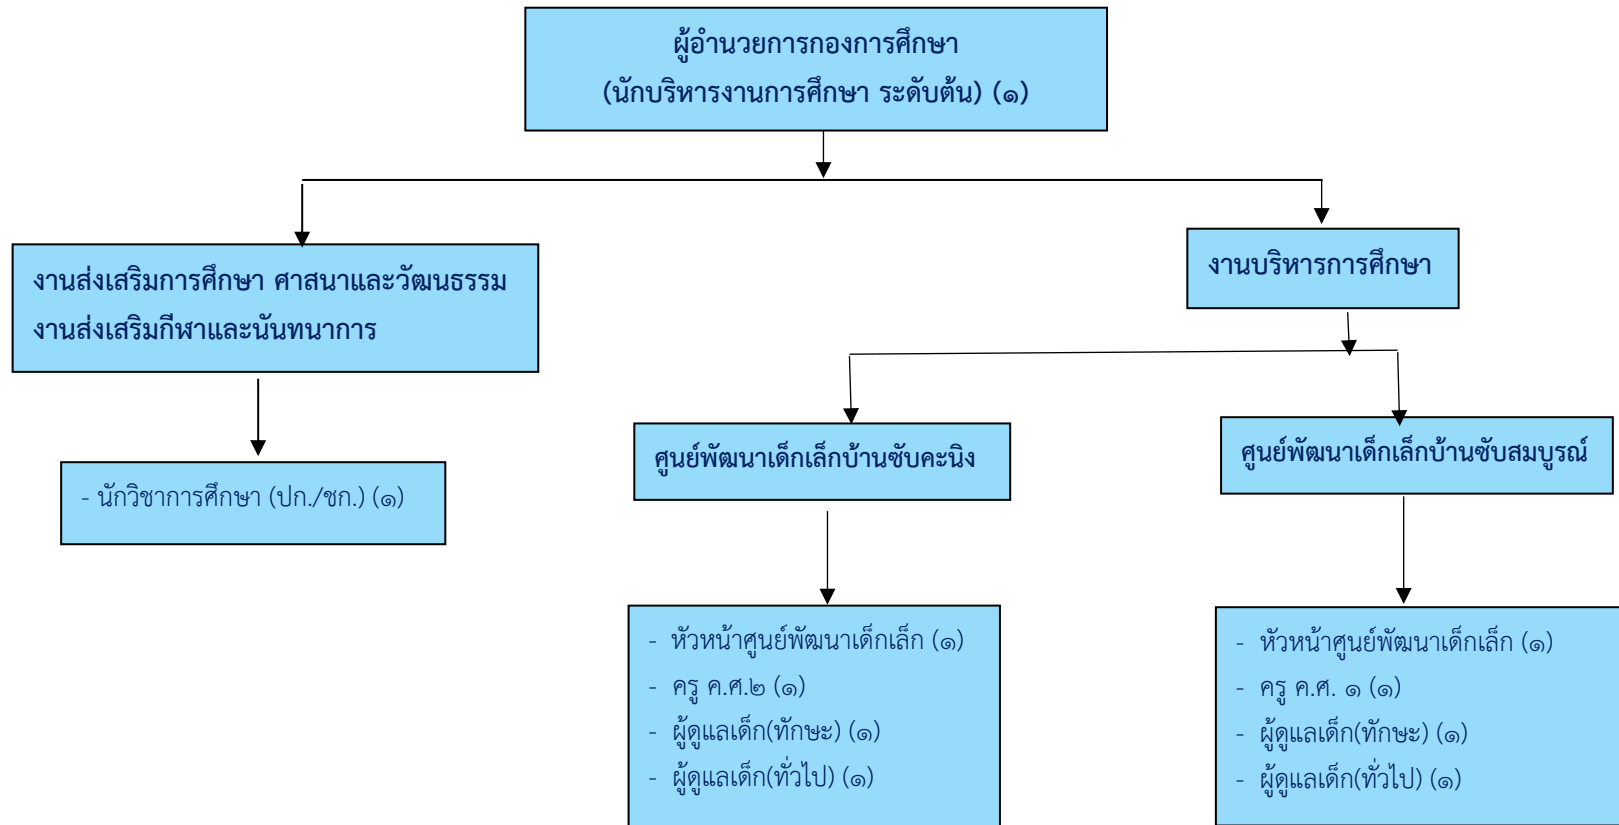 ผู้อำนวยการกองการศึกษา
(นักบริหารงานการศึกษา ระดับต้น) (๑)
งานส่งเสริมการศึกษา ศาสนาและวัฒนธรรม
งานส่งเสริมกีฬาและนันทนาการ
งานบริหารการศึกษา
- นักวิชาการศึกษา (ปก./ชก.) (๑)
ศูนย์พัฒนาเด็กเล็กบ้านซับคะนิง
ศูนย์พัฒนาเด็กเล็กบ้านซับสมบูรณ์
- หัวหน้าศูนย์พัฒนาเด็กเล็ก (๑)
- ครู ค.ศ.๒ (๑)
- ผู้ดูแลเด็ก(ทักษะ) (๑)
- ผู้ดูแลเด็ก(ทั่วไป) (๑)
- หัวหน้าศูนย์พัฒนาเด็กเล็ก (๑)
- ครู ค.ศ. ๑ (๑)
- ผู้ดูแลเด็ก(ทักษะ) (๑)
- ผู้ดูแลเด็ก(ทั่วไป) (๑)